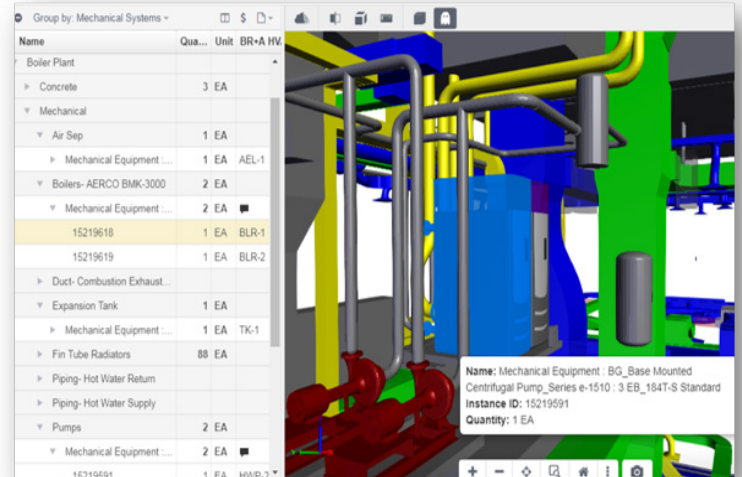 Group by: Mechanical Systems
$
Name Qua... Unit BR+A HV.
Boiler Plant
Concrete 3 EA
Mechanical
Air Sep 1 EA
Mechanical Equipment :... 1 EA AEL-1
Boilers- AERCO BMK-3000 2 EA
Mechanical Equipment :... 2 EA
15219618 1 EA BLR-1
15219619 1 EA BLR-2
Duct- Combustion Exhaust...
Expansion Tank 1 EA
Mechanical Equipment :... 1 EA TK-1
Fin Tube Radiators 88 EA
Piping- Hot Water Return
Piping- Hot Water Supply
Pumps 2 EA
Mechanical Equipment :... 2 EA
15219591 1 EA HWP-2
Name: Mechanical Equipment : BG_Base Mounted
Centrifugal Pump_Series e-1510 : 3 EB_184T-S Standard
Instance ID: 15219591
Quantity: 1 EA